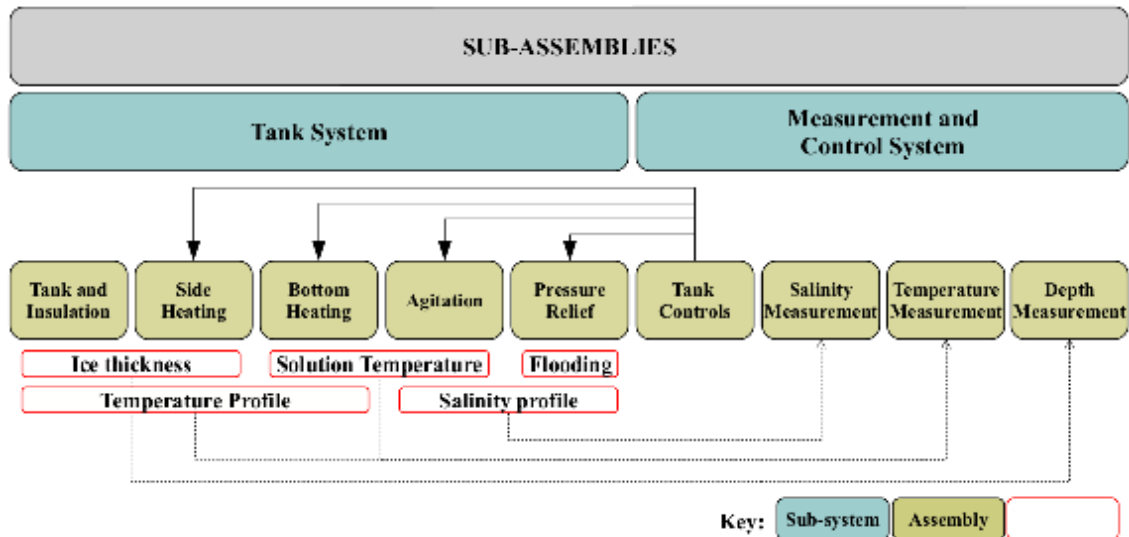 SUB-ASSEMBLIES
Tank System
Measurement and
Control System
Tank and
Insulation
Side
Heating
Bottom
Heating
Agitation
Pressure
Relief
Tank
Controls
Salinity
Measurement
Temperature
Measurement
Depth
Measurement
Ice thickness
Solution Temperature
Flooding
Temperature Profile
Salinity profile
Key:
Sub-system
Assembly